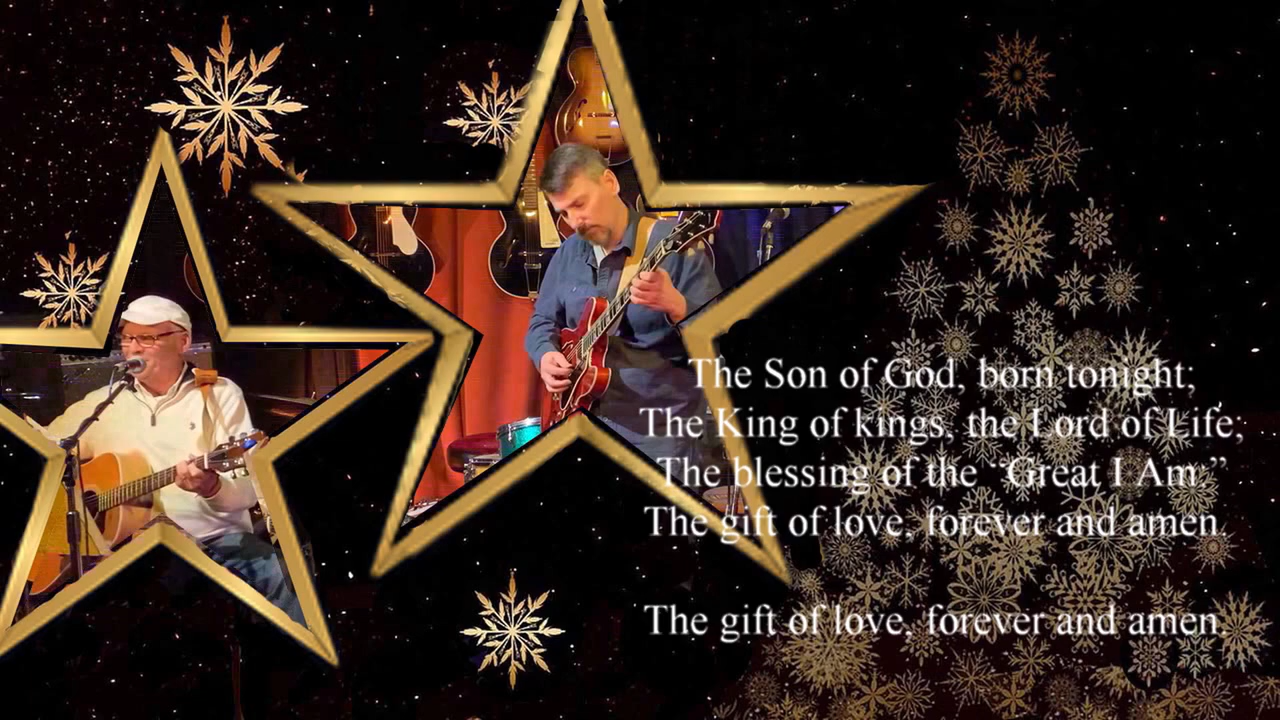 The Son of God, born tonight;
The King of kings, the Lord of Life;
The blessing of the “Great I Am.”
The gift of love, forever and amen.
The gift of love, forever and amen.